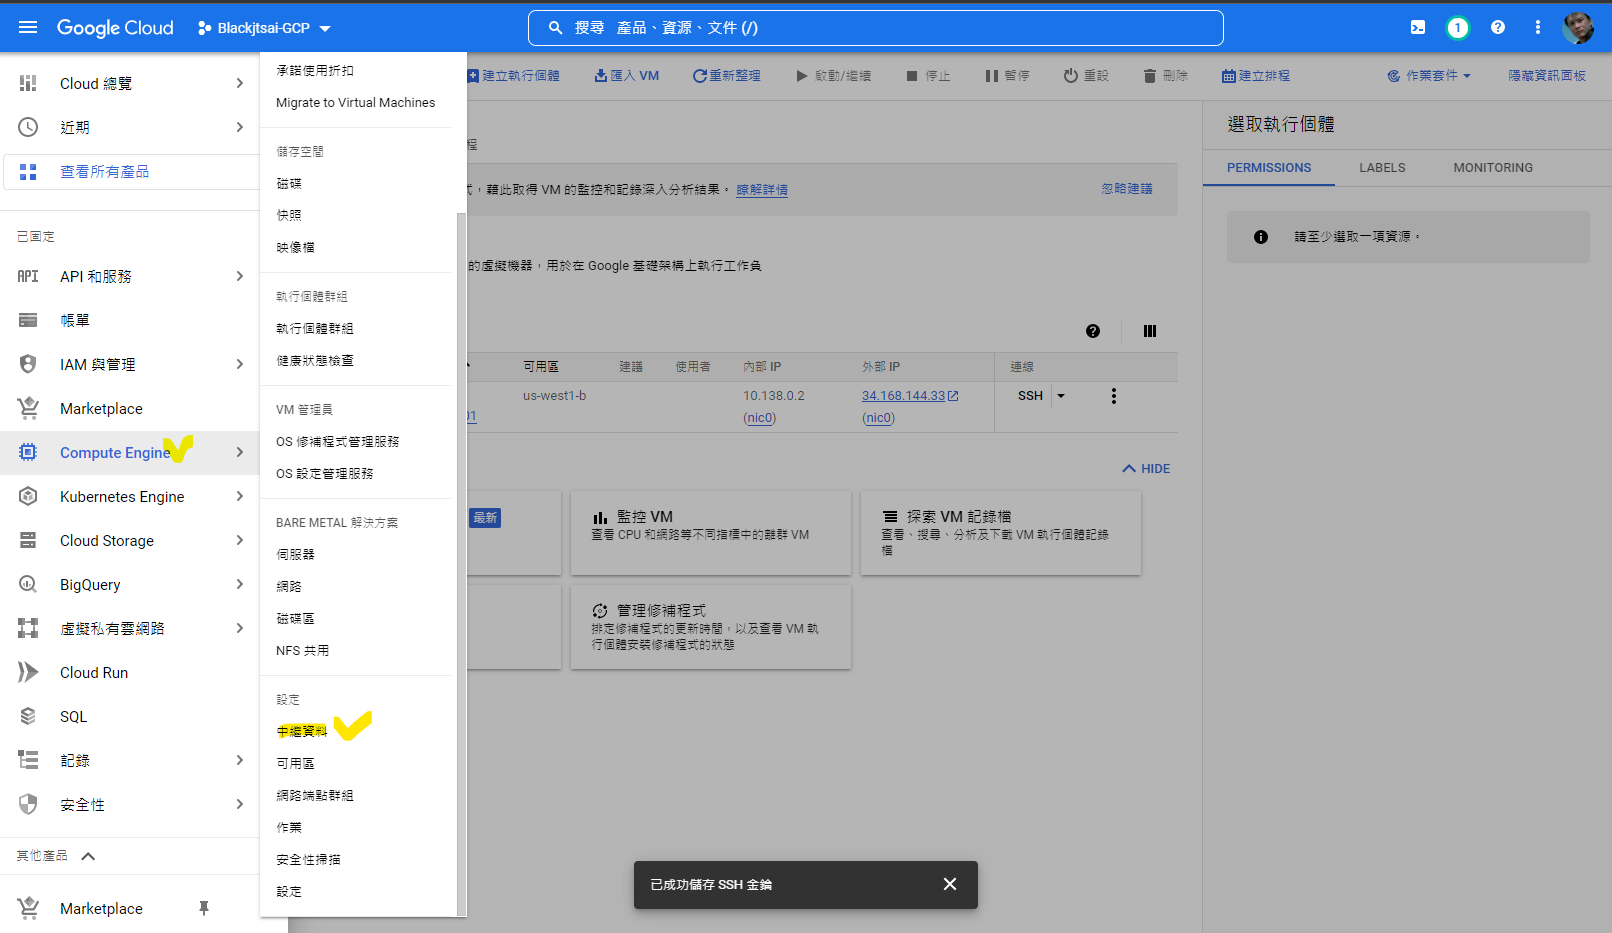 Google Cloud
Blackjtsai-GCP
搜尋 產品、資源、文件 (/)
1
Cloud 總覽
近期
查看所有產品
已固定
API 和服務
帳單
IAM 與管理
Marketplace
Compute Engine
Kubernetes Engine
Cloud Storage
BigQuery
虛擬私有雲網路
Cloud Run
SQL
記錄
安全性
其他產品
Marketplace
承諾使用折扣
Migrate to Virtual Machines
儲存空間
磁碟
快照
映像檔
執行個體群組
執行個體群組
健康狀態檢查
VM 管理員
OS 修補程式管理服務
OS 設定管理服務
BARE METAL 解決方案
伺服器
網路
磁碟區
NFS 共用
設定
中繼資料
可用區
網路端點群組
作業
安全性掃描
設定
建立執行個體
匯入 VM
重新整理
啟動/繼續
停止
暫停
重設
刪除
建立排程
作業套件
隱藏資訊面板
程
式，藉此取得 VM 的監控和記錄深入分析結果。 瞭解詳情
忽略建議
的虛擬機器，用於在 Google 基礎架構上執行工作負
可用區 建議 使用者 內部 IP 外部 IP 連線
us-west1-b 10.138.0.2 34.168.144.33 SSH
01 (nic0) (nic0)
HIDE
最新
監控 VM
查看 CPU 和網路等不同指標中的離群 VM
探索 VM 記錄檔
查看、搜尋、分析及下載 VM 執行個體記錄
檔
管理修補程式
排定修補程式的更新時間，以及查看 VM 執
行個體安裝修補程式的狀態
已成功儲存 SSH 金鑰
選取執行個體
PERMISSIONS
LABELS
MONITORING
請至少選取一項資源。